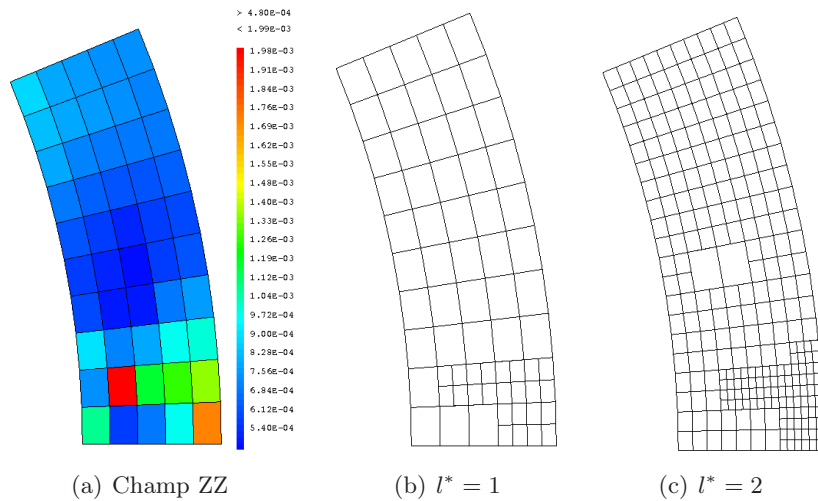 > 4.80E-04
< 1.99E-03
1.98E-03
1.91E-03
1.84E-03
1.76E-03
1.69E-03
1.62E-03
1.55E-03
1.48E-03
1.40E-03
1.33E-03
1.26E-03
1.19E-03
1.12E-03
1.04E-03
9.72E-04
9.00E-04
8.28E-04
7.56E-04
6.84E-04
6.12E-04
5.40E-04
(a) Champ ZZ
(b) l* = 1
(c) l* = 2